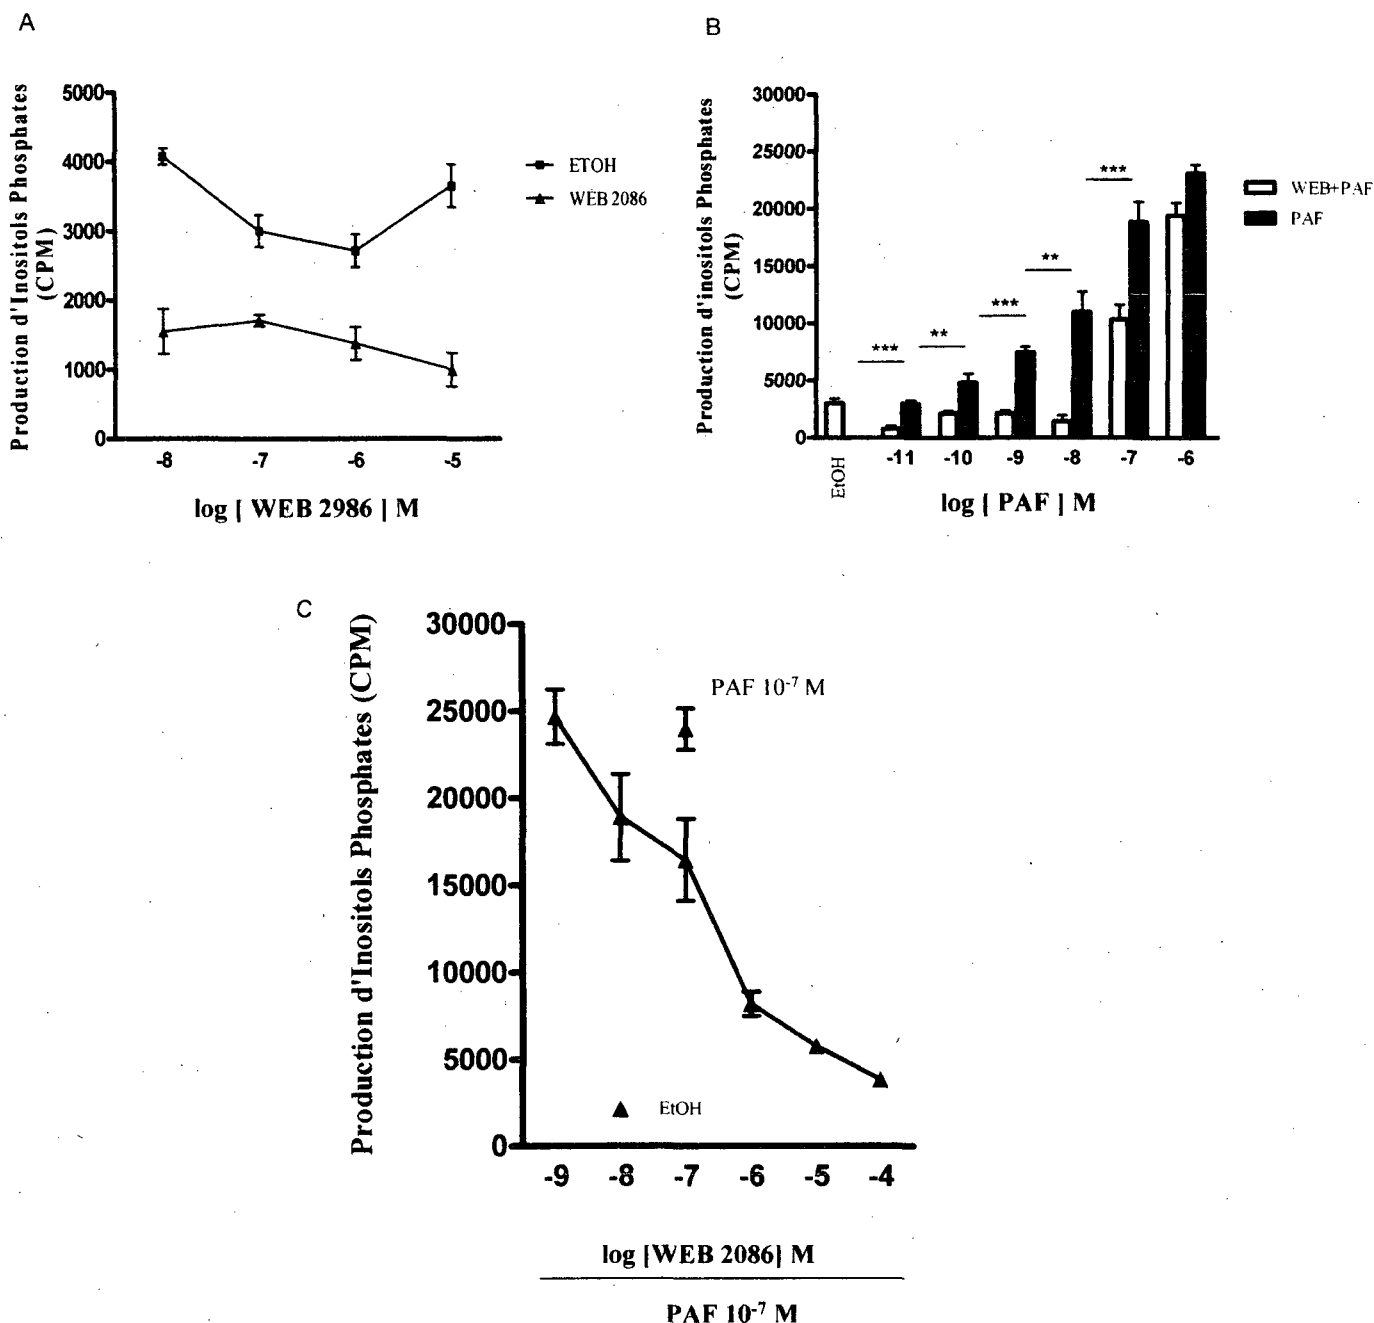 A
Production d'Inositols Phosphates
(CPM)
5000
4000
3000
2000
1000
0
-8 -7 -6 -5
log [ WEB 2986 ] M
ETOH
WEB 2086
B
Production d'inositols Phosphates
(CPM)
30000
25000
20000
15000
10000
5000
0
*** ** *** ** ***
EtOH -11 -10 -9 -8 -7 -6
log [ PAF ] M
WEB+PAF
PAF
C
Production d'Inositols Phosphates (CPM)
30000
25000
20000
15000
10000
5000
0
PAF 10⁻⁷ M
EtOH
-9 -8 -7 -6 -5 -4
log [WEB 2086] M
PAF 10⁻⁷ M